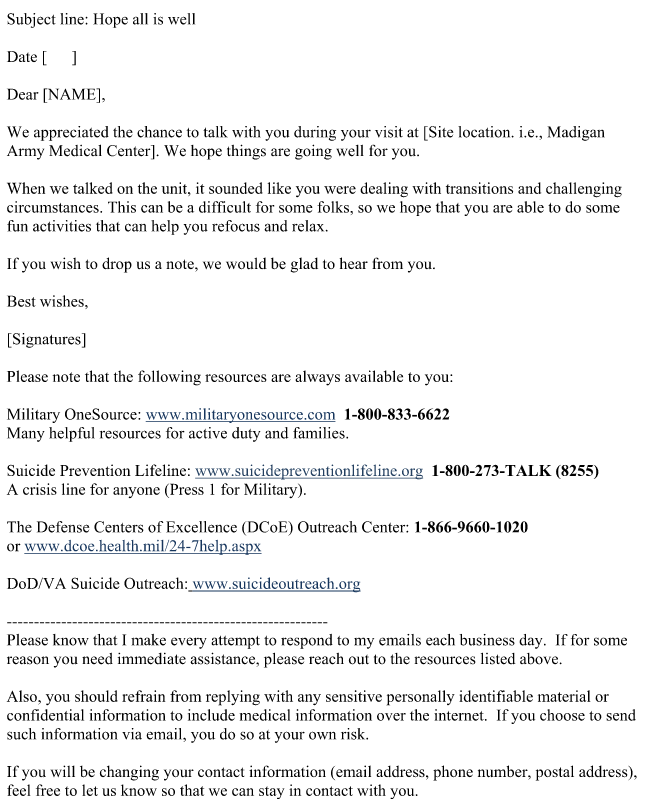 Subject line: Hope all is well
Date [ ]
Dear [NAME],
We appreciated the chance to talk with you during your visit at [Site location. i.e., Madigan
Army Medical Center]. We hope things are going well for you.
When we talked on the unit, it sounded like you were dealing with transitions and challenging
circumstances. This can be a difficult for some folks, so we hope that you are able to do some
fun activities that can help you refocus and relax.
If you wish to drop us a note, we would be glad to hear from you.
Best wishes,
[Signatures]
Please note that the following resources are always available to you:
Military OneSource: www.militaryonesource.com 1-800-833-6622
Many helpful resources for active duty and families.
Suicide Prevention Lifeline: www.suicidepreventionlifeline.org 1-800-273-TALK (8255)
A crisis line for anyone (Press 1 for Military).
The Defense Centers of Excellence (DCoE) Outreach Center: 1-866-9660-1020
or www.dcoe.health.mil/24-7help.aspx
DoD/VA Suicide Outreach: www.suicideoutreach.org
-----------------------------------------------------------
Please know that I make every attempt to respond to my emails each business day. If for some
reason you need immediate assistance, please reach out to the resources listed above.
Also, you should refrain from replying with any sensitive personally identifiable material or
confidential information to include medical information over the internet. If you choose to send
such information via email, you do so at your own risk.
If you will be changing your contact information (email address, phone number, postal address),
feel free to let us know so that we can stay in contact with you.